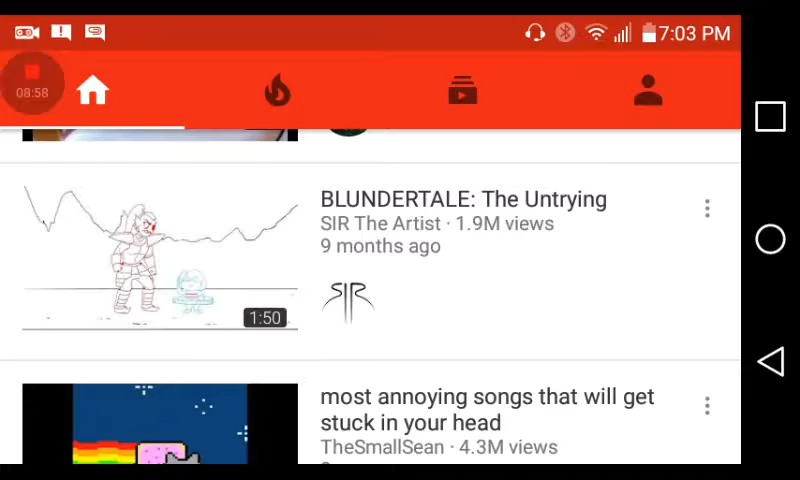 7:03 PM
08:58
BLUNDERTALE: The Untrying
SIR The Artist · 1.9M views
9 months ago
SIR
1:50
most annoying songs that will get
stuck in your head
TheSmallSean · 4.3M views